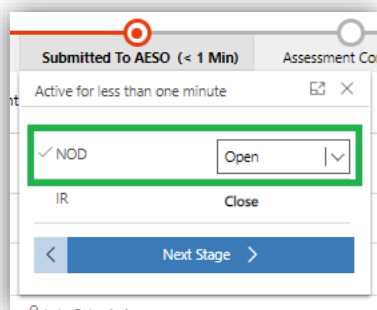 Submitted To AESO (< 1 Min)
Assessment Co
Active for less than one minute
NOD
Open
IR
Close
Next Stage